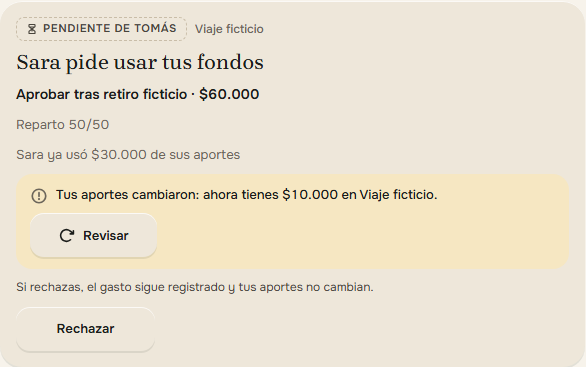 PENDIENTE DE TOMÁS Viaje ficticio
Sara pide usar tus fondos
Aprobar tras retiro ficticio · $60.000
Reparto 50/50
Sara ya usó $30.000 de sus aportes
Tus aportes cambiaron: ahora tienes $10.000 en Viaje ficticio.
Revisar
Si rechazas, el gasto sigue registrado y tus aportes no cambian.
Rechazar